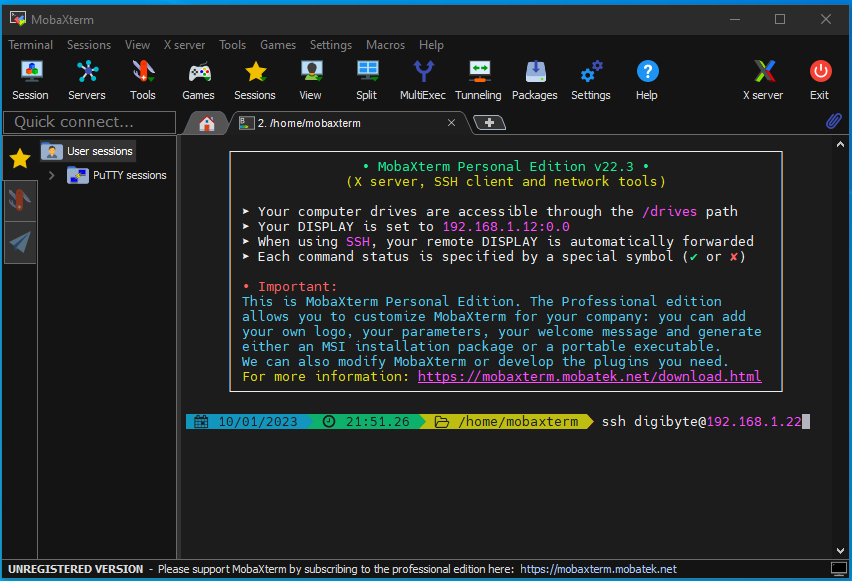 MobaXterm
Terminal Sessions View X server Tools Games Settings Macros Help
Session Servers Tools Games Sessions View Split MultiExec Tunneling Packages Settings Help X server Exit
Quick connect...
2. /home/mobaxterm
User sessions
PuTTY sessions
• MobaXterm Personal Edition v22.3 •
(X server, SSH client and network tools)
➤ Your computer drives are accessible through the /drives path
➤ Your DISPLAY is set to 192.168.1.12:0.0
➤ When using SSH, your remote DISPLAY is automatically forwarded
➤ Each command status is specified by a special symbol (✔ or ✘)
• Important:
This is MobaXterm Personal Edition. The Professional edition
allows you to customize MobaXterm for your company: you can add
your own logo, your parameters, your welcome message and generate
either an MSI installation package or a portable executable.
We can also modify MobaXterm or develop the plugins you need.
For more information: https://mobaxterm.mobatek.net/download.html
10/01/2023 21:51.26 /home/mobaxterm ssh digibyte@192.168.1.22
UNREGISTERED VERSION - Please support MobaXterm by subscribing to the professional edition here: https://mobaxterm.mobatek.net